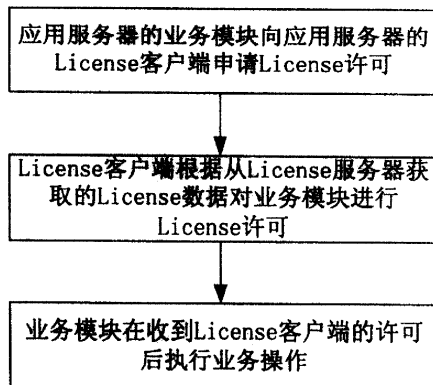 应用服务器的业务模块向应用服务器的
License客户端申请License许可
License客户端根据从License服务器获
取的License数据对业务模块进行
License许可
业务模块在收到License客户端的许可
后执行业务操作